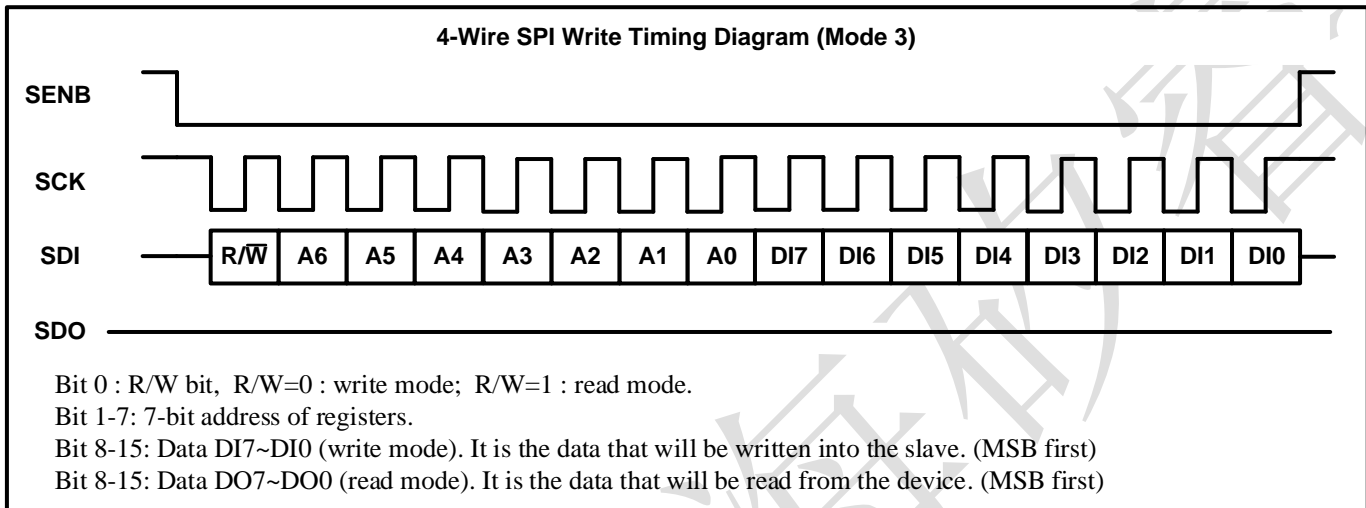 4-Wire SPI Write Timing Diagram (Mode 3)
SENB
SCK
SDI R/W̅ A6 A5 A4 A3 A2 A1 A0 DI7 DI6 DI5 DI4 DI3 DI2 DI1 DI0
SDO
Bit 0 : R/W bit, R/W=0 : write mode; R/W=1 : read mode.
Bit 1-7: 7-bit address of registers.
Bit 8-15: Data DI7~DI0 (write mode). It is the data that will be written into the slave. (MSB first)
Bit 8-15: Data DO7~DO0 (read mode). It is the data that will be read from the device. (MSB first)